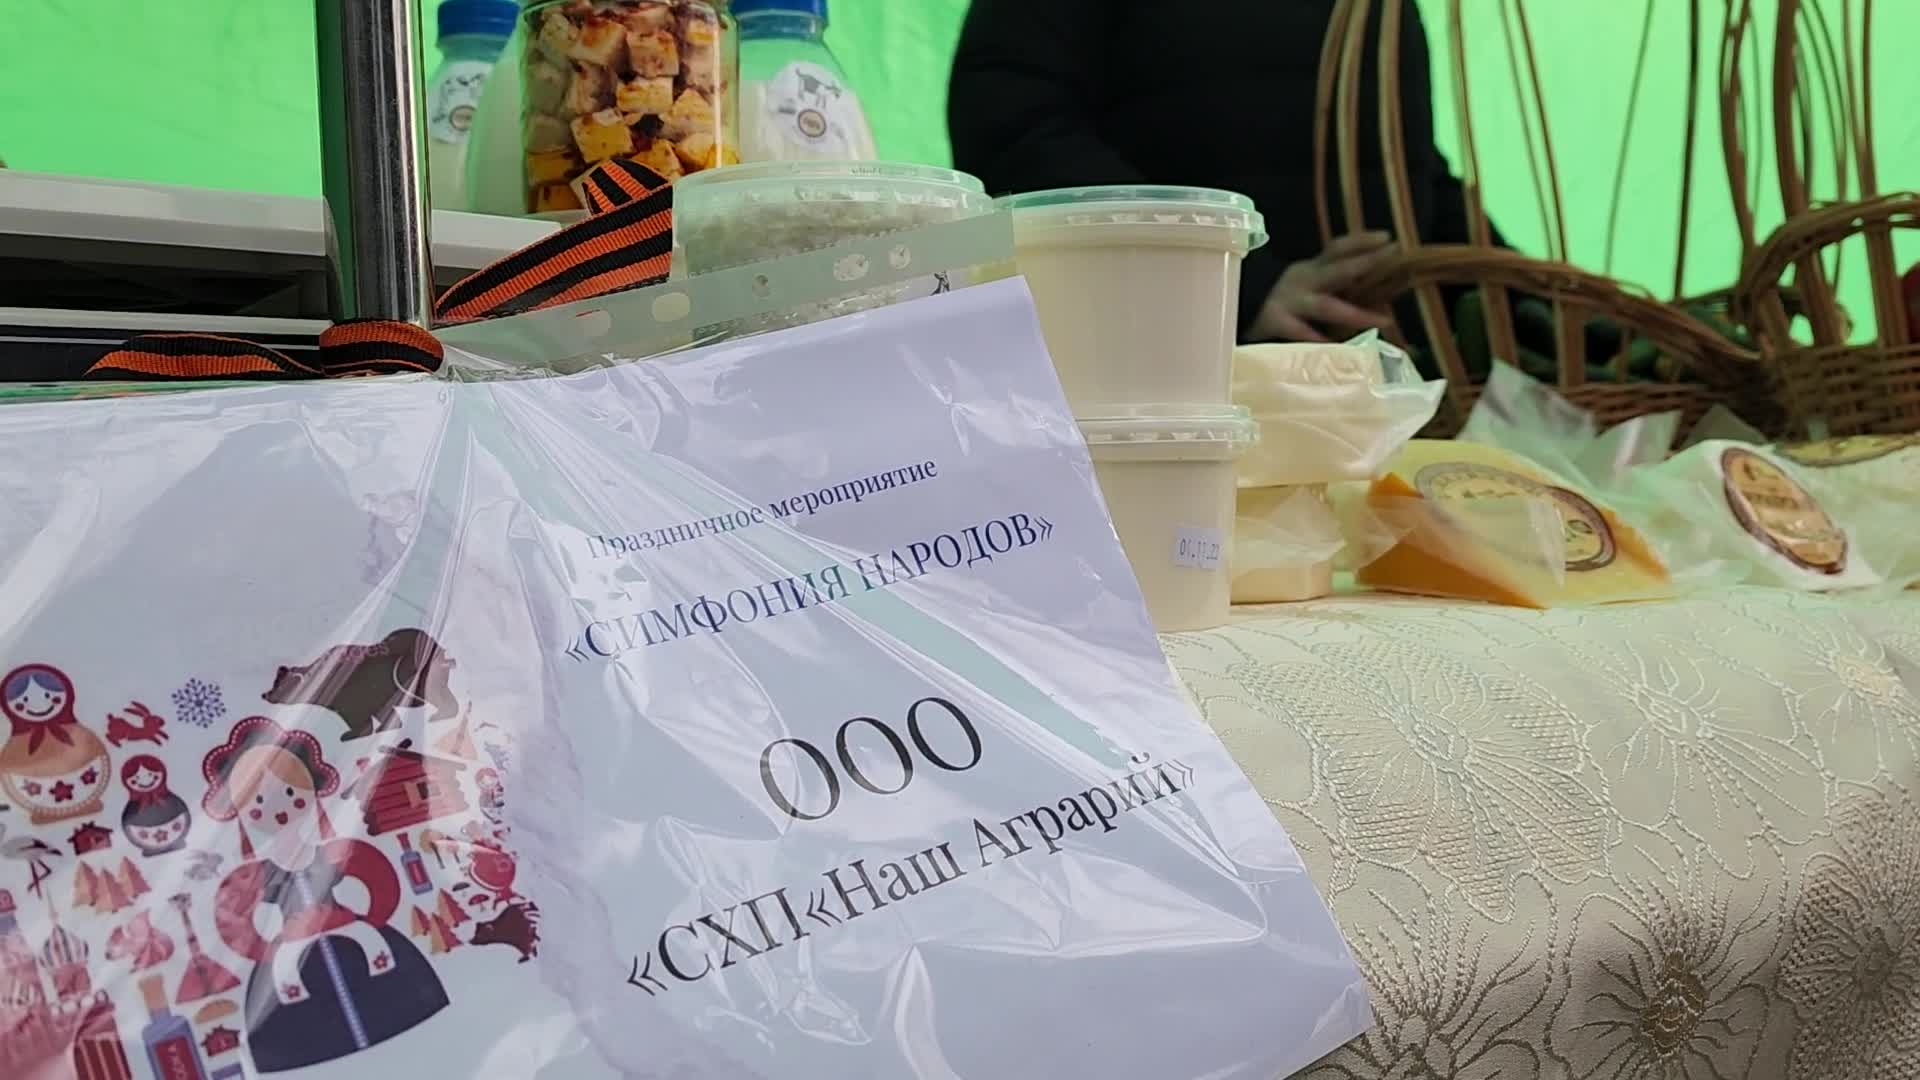 Праздничное мероприятие
«СИМФОНИЯ НАРОДОВ»
ООО
«СХП«Наш Аграрий»